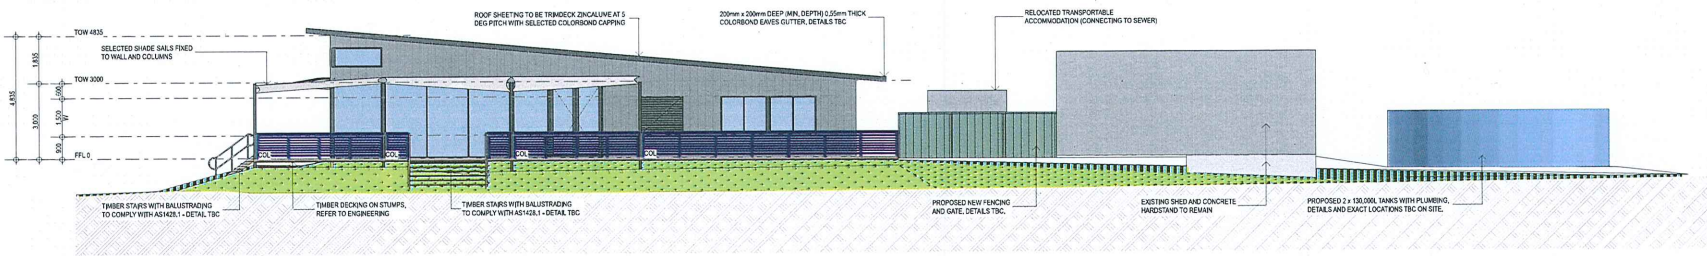 ROOF SHEETING TO BE TRIMDECK ZINCALUME AT 5
DEG PITCH WITH SELECTED COLORBOND CAPPING
200mm x 200mm DEEP (MIN. DEPTH) 0.55mm THICK
COLORBOND EAVES GUTTER, DETAILS TBC
RELOCATED TRANSPORTABLE
ACCOMMODATION (CONNECTING TO SEWER)
TOW 4835
SELECTED SHADE SAILS FIXED
TO WALL AND COLUMNS
TOW 3000
FFL 0
4,835
1,835
3,000
600
1,500
W
900
COL
COL
COL
COL
TIMBER STAIRS WITH BALUSTRADING
TO COMPLY WITH AS1428.1 - DETAIL TBC
TIMBER DECKING ON STUMPS,
REFER TO ENGINEERING
TIMBER STAIRS WITH BALUSTRADING
TO COMPLY WITH AS1428.1 - DETAIL TBC
PROPOSED NEW FENCING
AND GATE. DETAILS TBC.
EXISTING SHED AND CONCRETE
HARDSTAND TO REMAIN
PROPOSED 2 x 130,000L TANKS WITH PLUMBING,
DETAILS AND EXACT LOCATIONS TBC ON SITE.